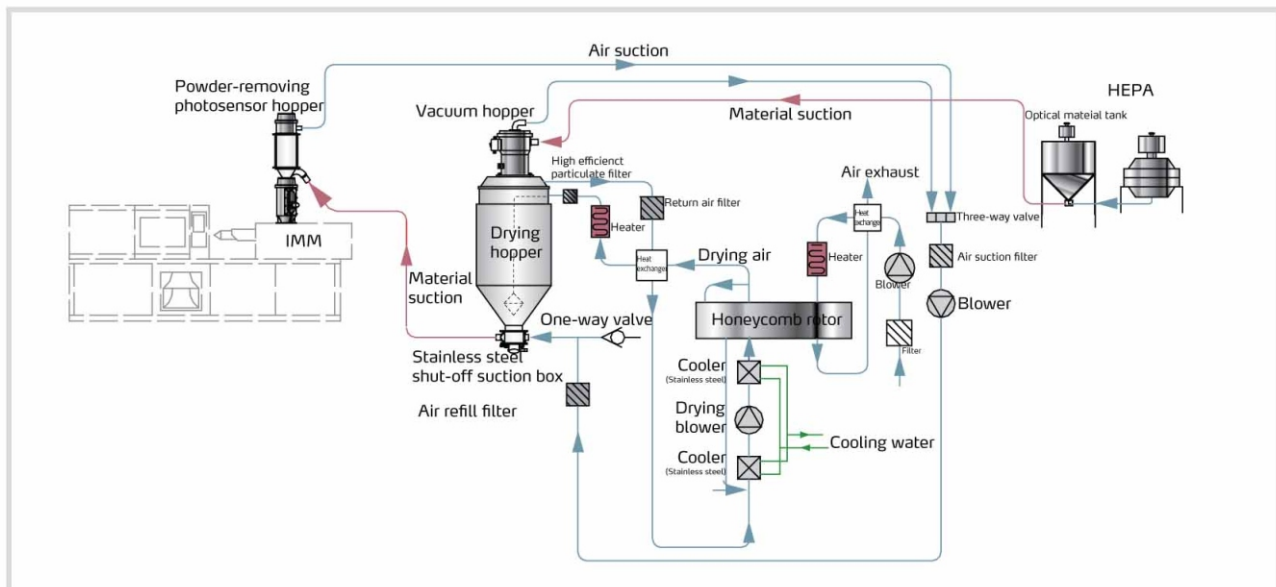 Air suction
Powder-removing
photosensor hopper
Vacuum hopper
Material suction
HEPA
Optical mateial tank
High efficienct
particulate filter
Air exhaust
Return air filter
Heat
exchanger
Three-way valve
Heater
Drying
hopper
IMM
Heat
exchanger
Drying air
Heater
Blower
Air suction filter
Material
suction
Honeycomb rotor
Blower
One-way valve
Filter
Stainless steel
shut-off suction box
Cooler
(Stainless steel)
Air refill filter
Drying
blower
Cooling water
Cooler
(Stainless steel)